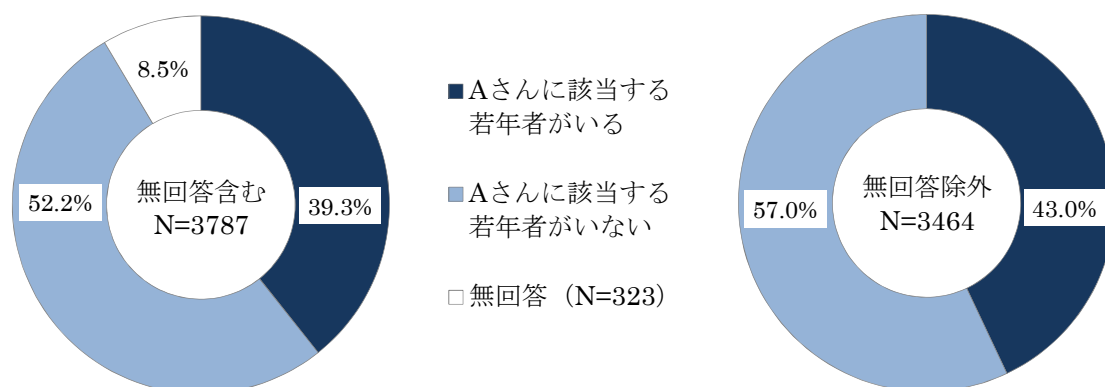 8.5%
52.2%
無回答含む
N=3787
39.3%
Aさんに該当する
若年者がいる
Aさんに該当する
若年者がいない
無回答（N=323）
57.0%
無回答除外
N=3464
43.0%